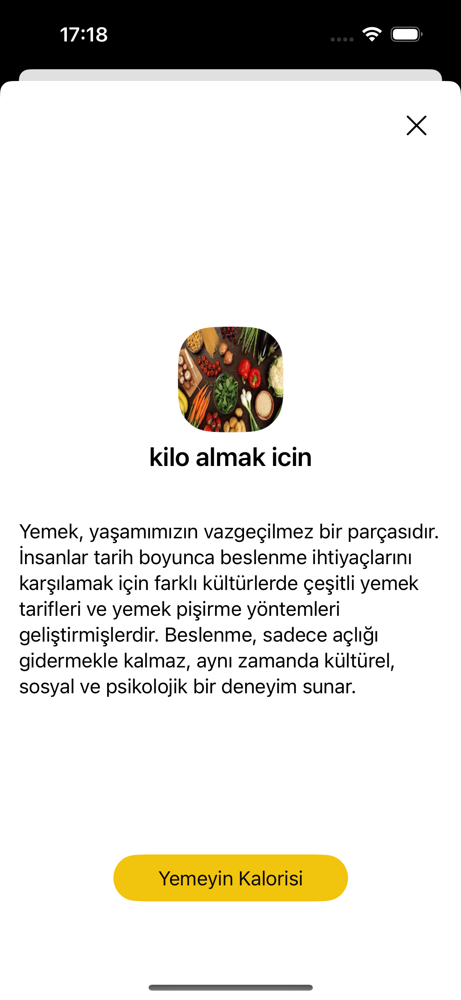 17:18
kilo almak icin
Yemek, yaşamımızın vazgeçilmez bir parçasıdır.
İnsanlar tarih boyunca beslenme ihtiyaçlarını
karşılamak için farklı kültürlerde çeşitli yemek
tarifleri ve yemek pişirme yöntemleri
geliştirmişlerdir. Beslenme, sadece açlığı
gidermekle kalmaz, aynı zamanda kültürel,
sosyal ve psikolojik bir deneyim sunar.
Yemeyin Kalorisi